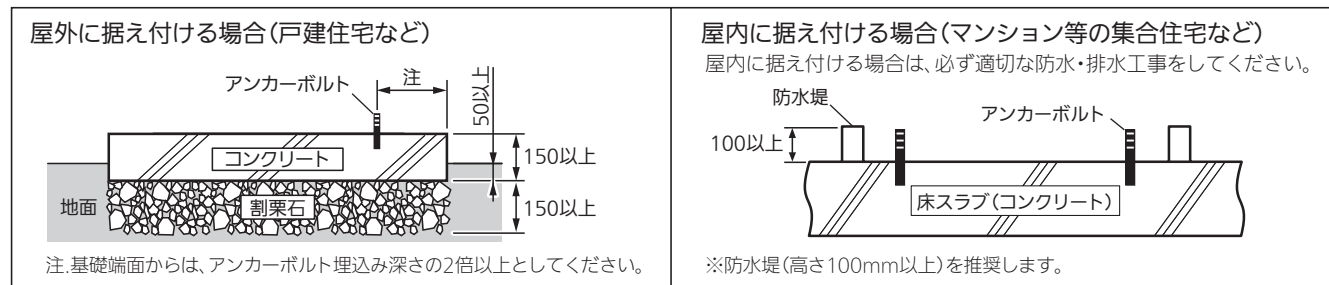 屋外に据え付ける場合(戸建住宅など)
アンカーボルト
注
50以上
コンクリート
150以上
地面
割栗石
150以上
注.基礎端面からは、アンカーボルト埋込み深さの2倍以上としてください。
屋内に据え付ける場合(マンション等の集合住宅など)
屋内に据え付ける場合は、必ず適切な防水・排水工事をしてください。
防水堤
アンカーボルト
100以上
床スラブ(コンクリート)
※防水堤(高さ100mm以上)を推奨します。